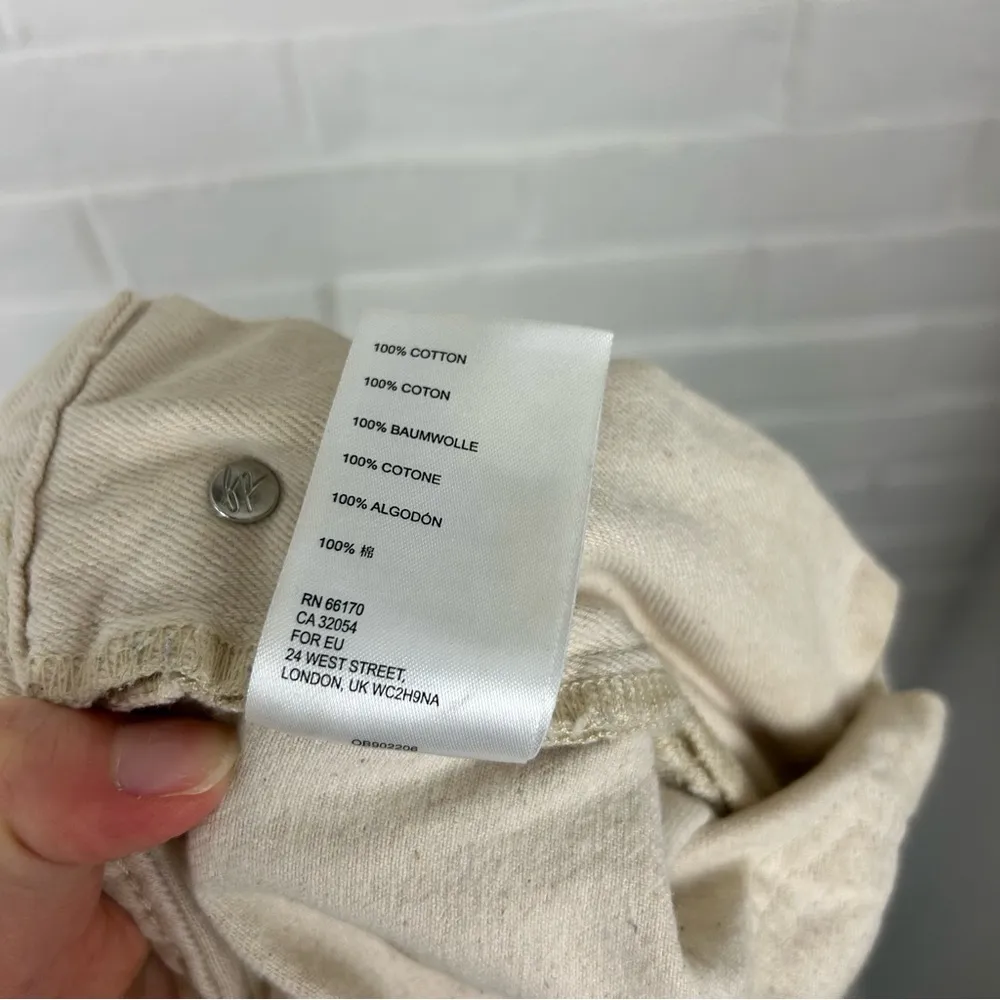 100% COTTON
100% COTON
100% BAUMWOLLE
100% COTONE
100% ALGODÓN
100% 棉
RN 66170
CA 32054
FOR EU
24 WEST STREET,
LONDON, UK WC2H9NA
OB902206